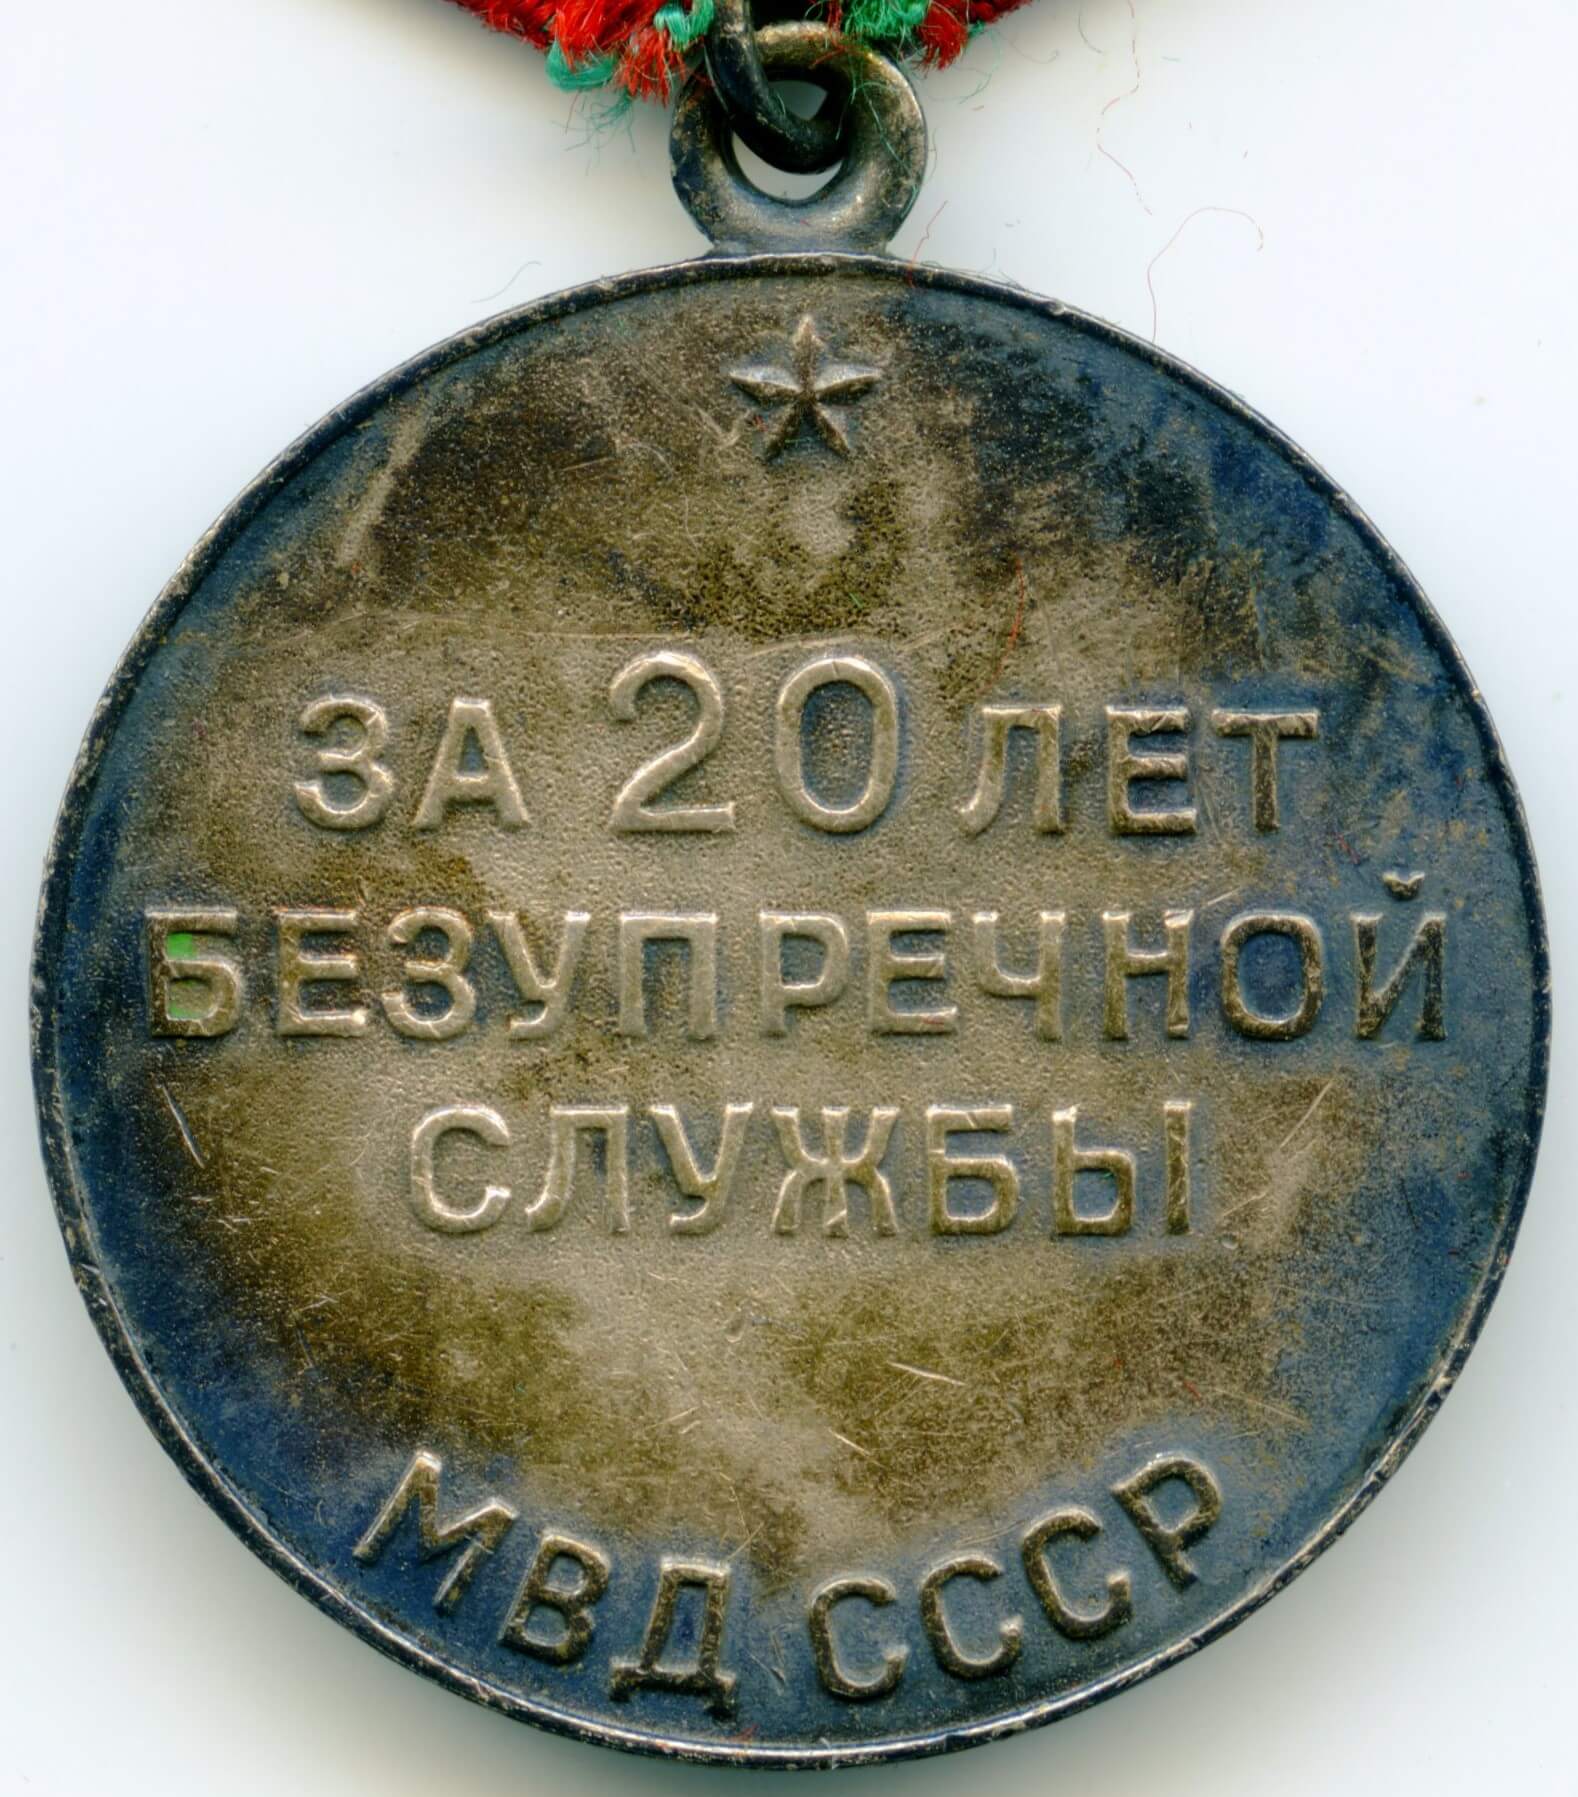 ЗА 20 ЛЕТ
БЕЗУПРЕЧНОЙ
СЛУЖБЫ
МВД СССР